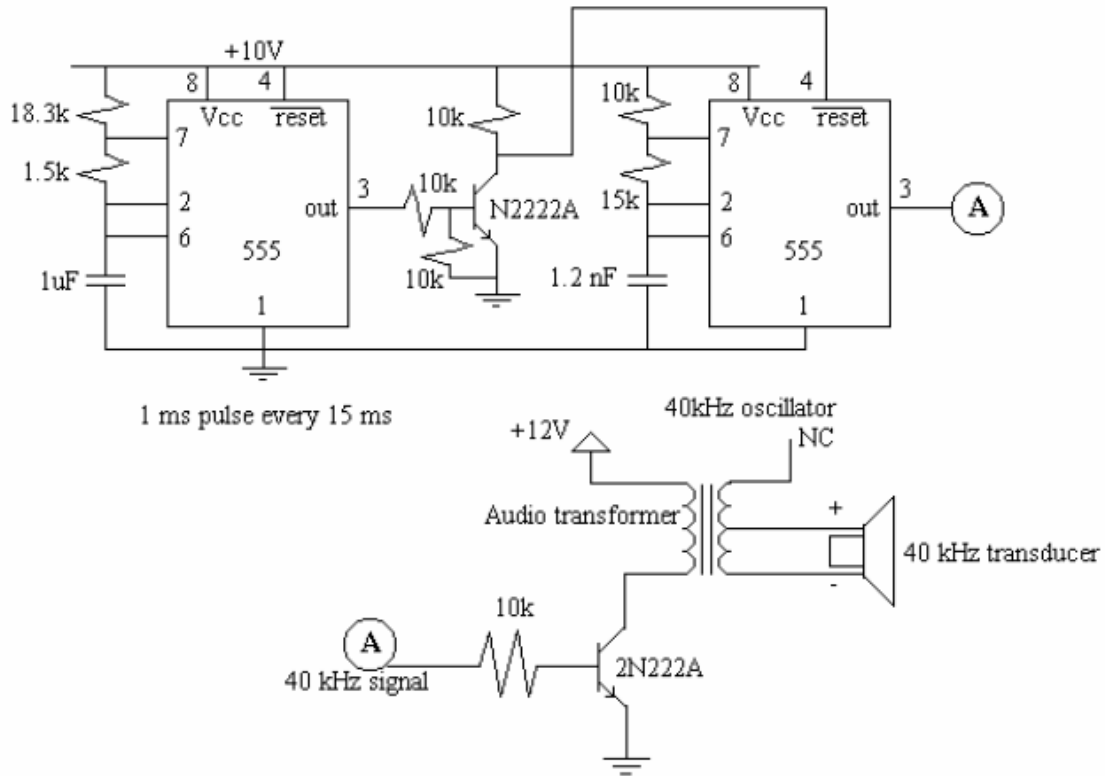 +10V
8
4
18.3k
Vcc
reset
7
1.5k
2
3
out
6
555
1uF
1
10k
10k
N2222A
10k
10k
8
4
Vcc
reset
7
15k
2
3
out
A
6
555
1.2 nF
1
1 ms pulse every 15 ms
40kHz oscillator
+12V
NC
Audio transformer
+
40 kHz transducer
-
10k
A
40 kHz signal
2N222A